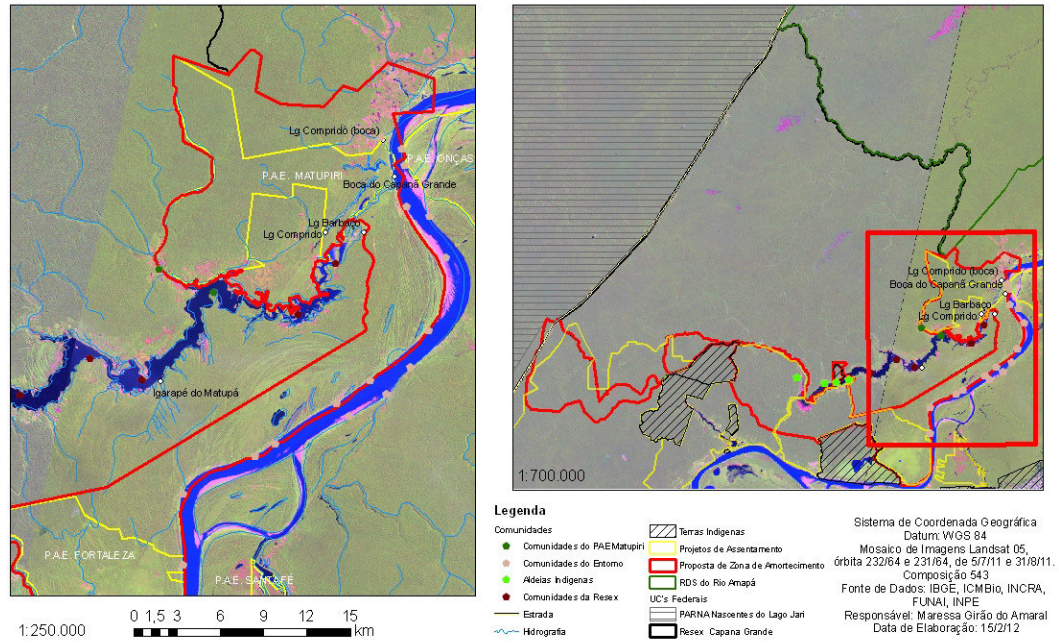 Lg Comprido (boca)
P.A.E. ONÇAS
P.A.E. MATUPIRI
Boca do Capanã Grande
Lg Barbaço
Lg Comprido
Igarapé do Matupá
P.A.E. FORTALEZA
P.A.E. SANTA FÉ
1:250.000
0 1,5 3 6 9 12 15
km
Lg Comprido (boca)
Boca do Capanã Grande
Lg Barbaço
Lg Comprido
1:700.000
Legenda
Comunidades
Comunidades do PAEMatupiri
Comunidades do Entorno
Aldeias Indigenas
Comunidades da Resex
Estrada
Hidrografia
Terras Indigenas
Projetos de Assentamento
Proposta de Zona de Amortecimento
RDS do Rio Amapá
UC's Federais
PARNA Nascentes do Lago Jari
Resex Capana Grande
Sistema de Coordenada Geográfica
Datum: WGS 84
Mosaico de Imagens Landsat 05,
órbita 232/64 e 231/64, de 5/7/11 e 31/8/11.
Composição 543
Fonte de Dados: IBGE, ICMBio, INCRA,
FUNAI, INPE
Responsável: Maressa Girão do Amaral
Data de Elaboração: 15/2/12